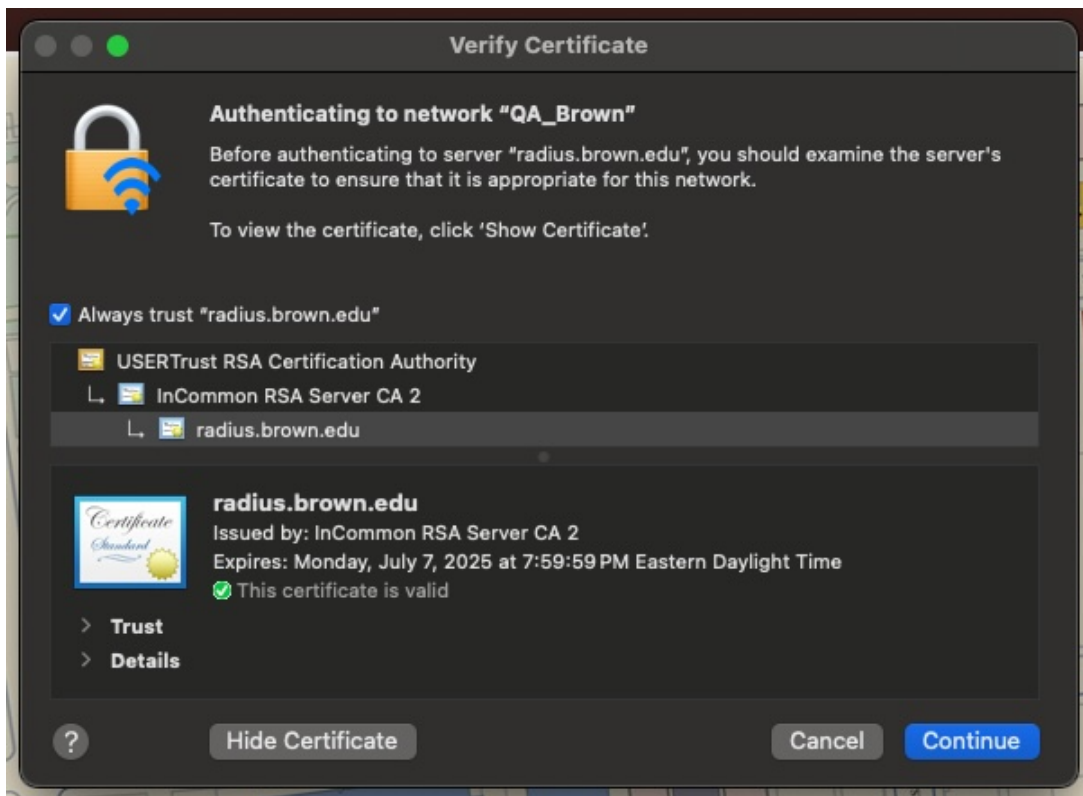 Verify Certificate
Authenticating to network “QA_Brown”
Before authenticating to server “radius.brown.edu”, you should examine the server's
certificate to ensure that it is appropriate for this network.
To view the certificate, click ‘Show Certificate’.
Always trust “radius.brown.edu”
USERTrust RSA Certification Authority
InCommon RSA Server CA 2
radius.brown.edu
Certificate
Standard
radius.brown.edu
Issued by: InCommon RSA Server CA 2
Expires: Monday, July 7, 2025 at 7:59:59 PM Eastern Daylight Time
This certificate is valid
Trust
Details
?
Hide Certificate
Cancel
Continue